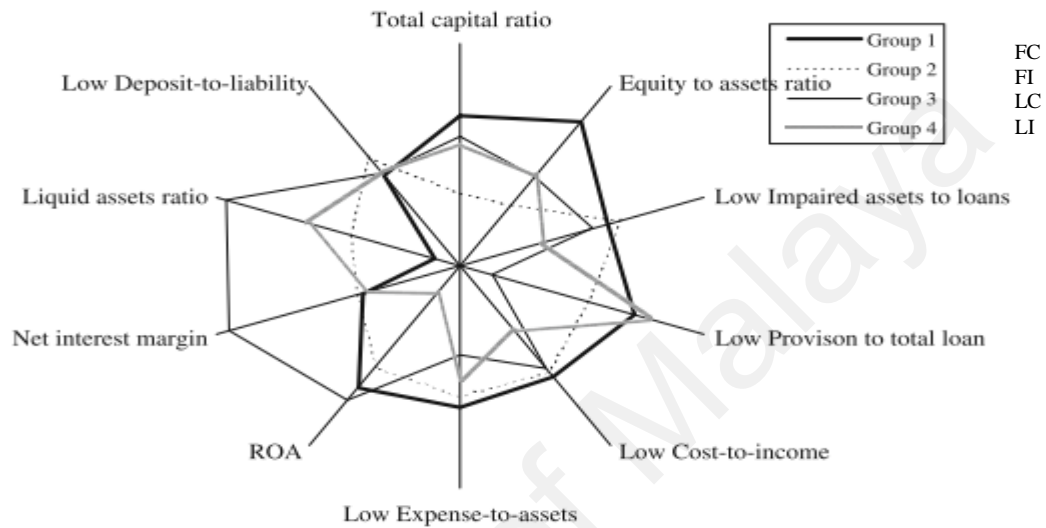 Total capital ratio
Group 1
Group 2
Group 3
Group 4
FC
FI
LC
LI
Low Deposit-to-liability
Equity to assets ratio
Liquid assets ratio
Low Impaired assets to loans
Net interest margin
Low Provison to total loan
ROA
Low Cost-to-income
Low Expense-to-assets
of Malaya